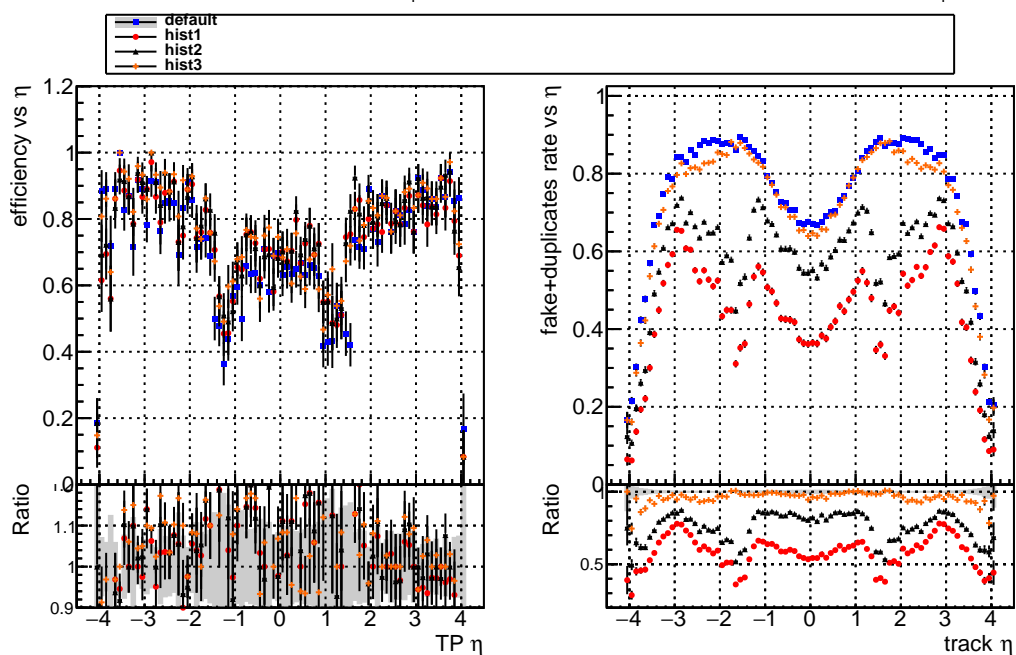 default
hist1
hist2
hist3
efficiency vs η
1.2
1
0.8
0.6
0.4
0.2
0
Ratio
1.1
1
0.9
−4 −3 −2 −1 0 1 2 3 4
TP η
fake+duplicates rate vs η
1
0.8
0.6
0.4
0.2
0
Ratio
0.5
−4 −3 −2 −1 0 1 2 3 4
track η